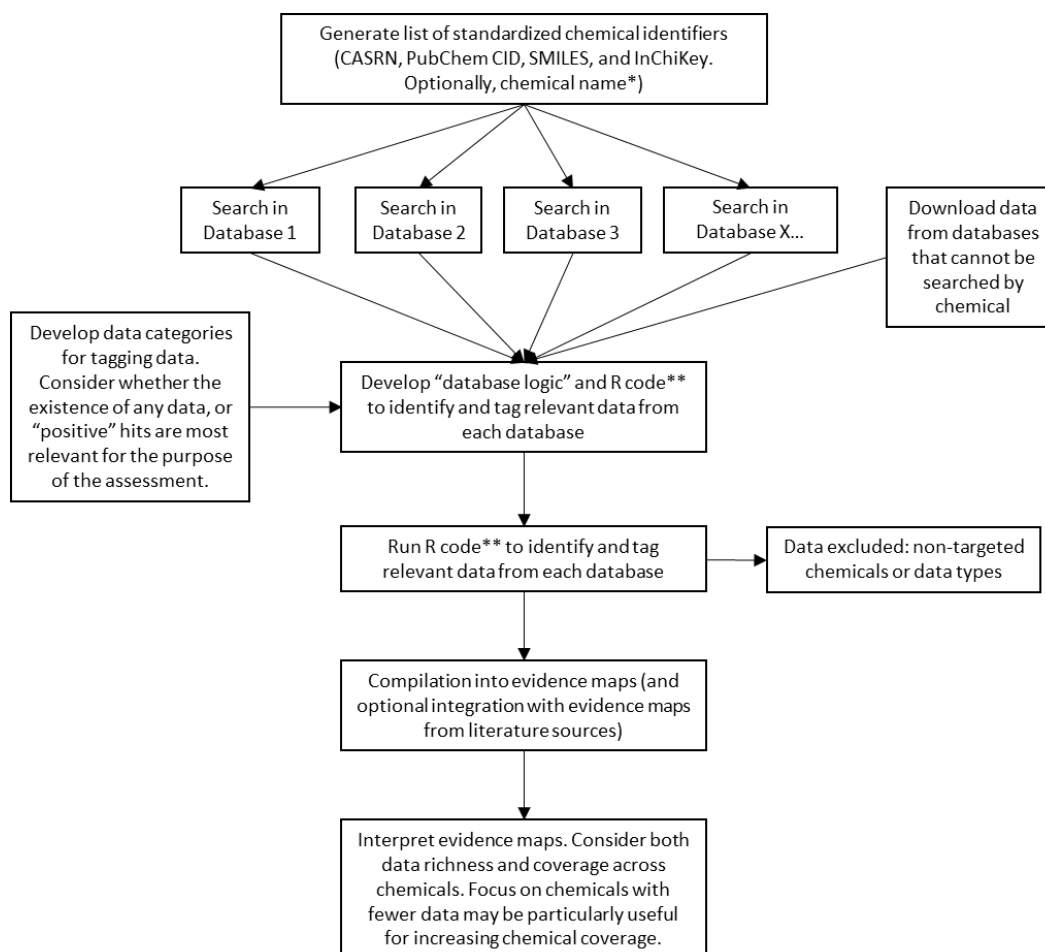 Generate list of standardized chemical identifiers
(CASRN, PubChem CID, SMILES, and InChiKey.
Optionally, chemical name*)
Search in
Database 1
Search in
Database 2
Search in
Database 3
Search in
Database X...
Download data
from databases
that cannot be
searched by
chemical
Develop data categories
for tagging data.
Consider whether the
existence of any data, or
“positive” hits are most
relevant for the purpose
of the assessment.
Develop “database logic” and R code**
to identify and tag relevant data from
each database
Run R code** to identify and tag
relevant data from each database
Data excluded: non-targeted
chemicals or data types
Compilation into evidence maps (and
optional integration with evidence maps
from literature sources)
Interpret evidence maps. Consider both
data richness and coverage across
chemicals. Focus on chemicals with
fewer data may be particularly useful
for increasing chemical coverage.